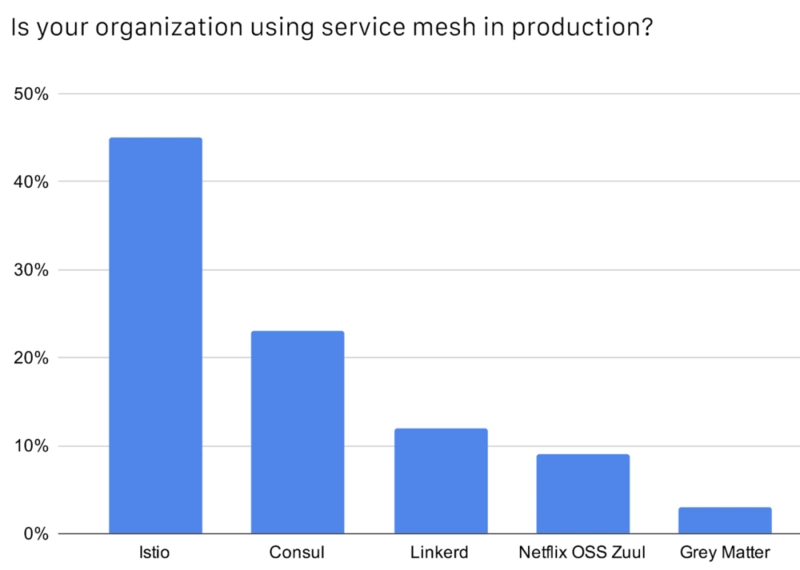 Is your organization using service mesh in production?
50%
40%
30%
20%
10%
0%
Istio
Consul
Linkerd
Netflix OSS Zuul
Grey Matter